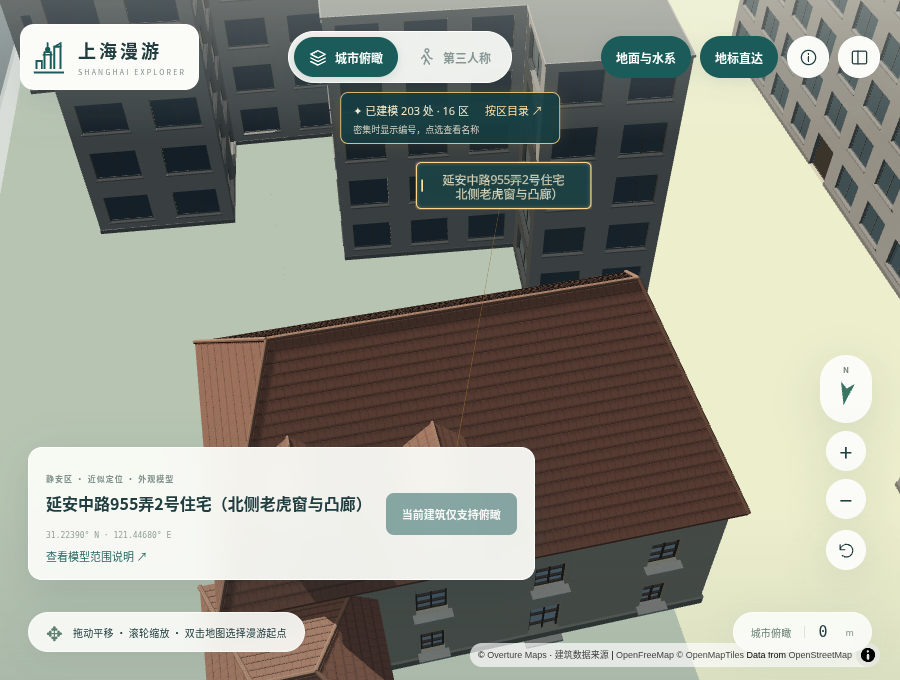 上海漫游
SHANGHAI EXPLORER
城市俯瞰
第三人称
地面与水系
地标直达
✦ 已建模 203 处 · 16 区 按区目录 ↗
密集时显示编号，点选查看名称
延安中路955弄2号住宅
北侧老虎窗与凸廊）
N
静安区 · 近似定位 · 外观模型
延安中路955弄2号住宅（北侧老虎窗与凸廊）
当前建筑仅支持俯瞰
31.22390° N · 121.44680° E
查看模型范围说明 ↗
+
−
拖动平移 · 滚轮缩放 · 双击地图选择漫游起点
城市俯瞰 0 m
© Overture Maps · 建筑数据来源 | OpenFreeMap © OpenMapTiles Data from OpenStreetMap